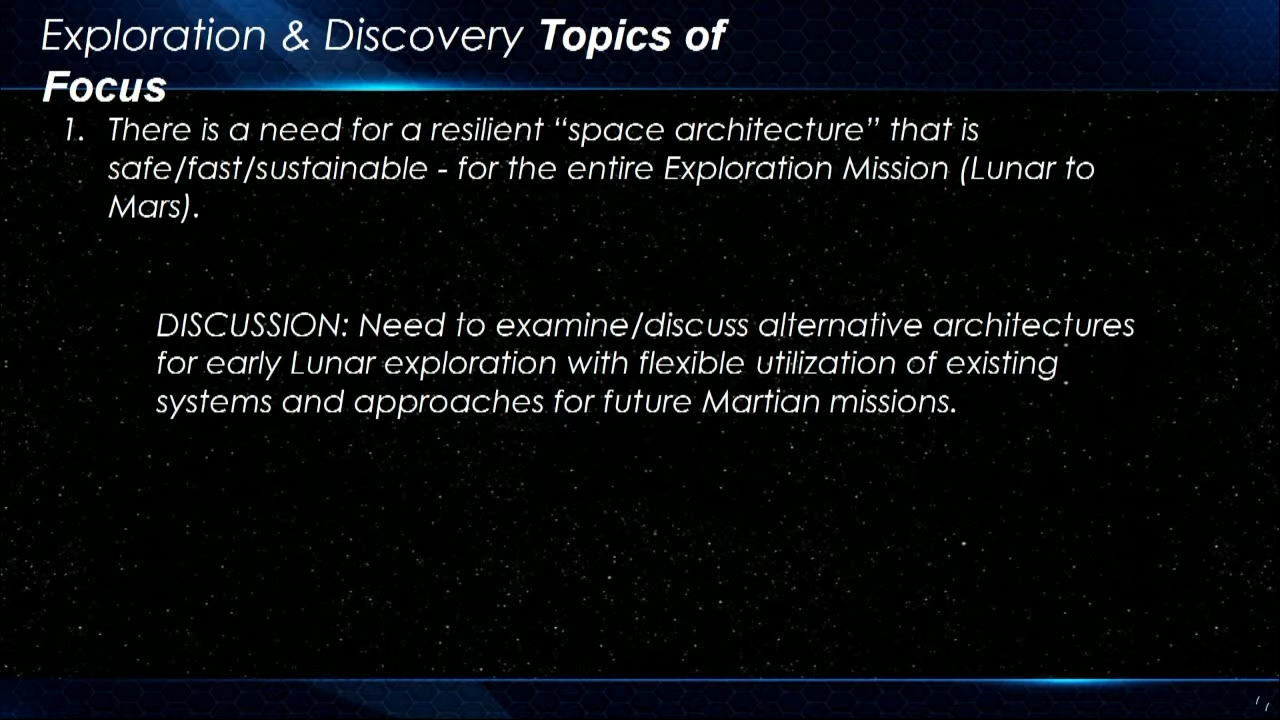 Exploration & Discovery Topics of
Focus
1. There is a need for a resilient “space architecture” that is
safe/fast/sustainable - for the entire Exploration Mission (Lunar to
Mars).
DISCUSSION: Need to examine/discuss alternative architectures
for early Lunar exploration with flexible utilization of existing
systems and approaches for future Martian missions.